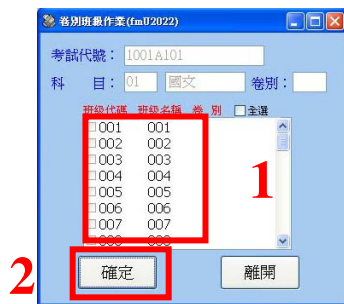 卷別班級作業(fmU2022)
考試代號： 1001A101
科 目： 01 國文 卷別：
班級代碼 班級名稱 卷 別 全選
001 001
002 002
003 003
004 004
005 005
006 006
007 007
008 008
1
2
確定 離開